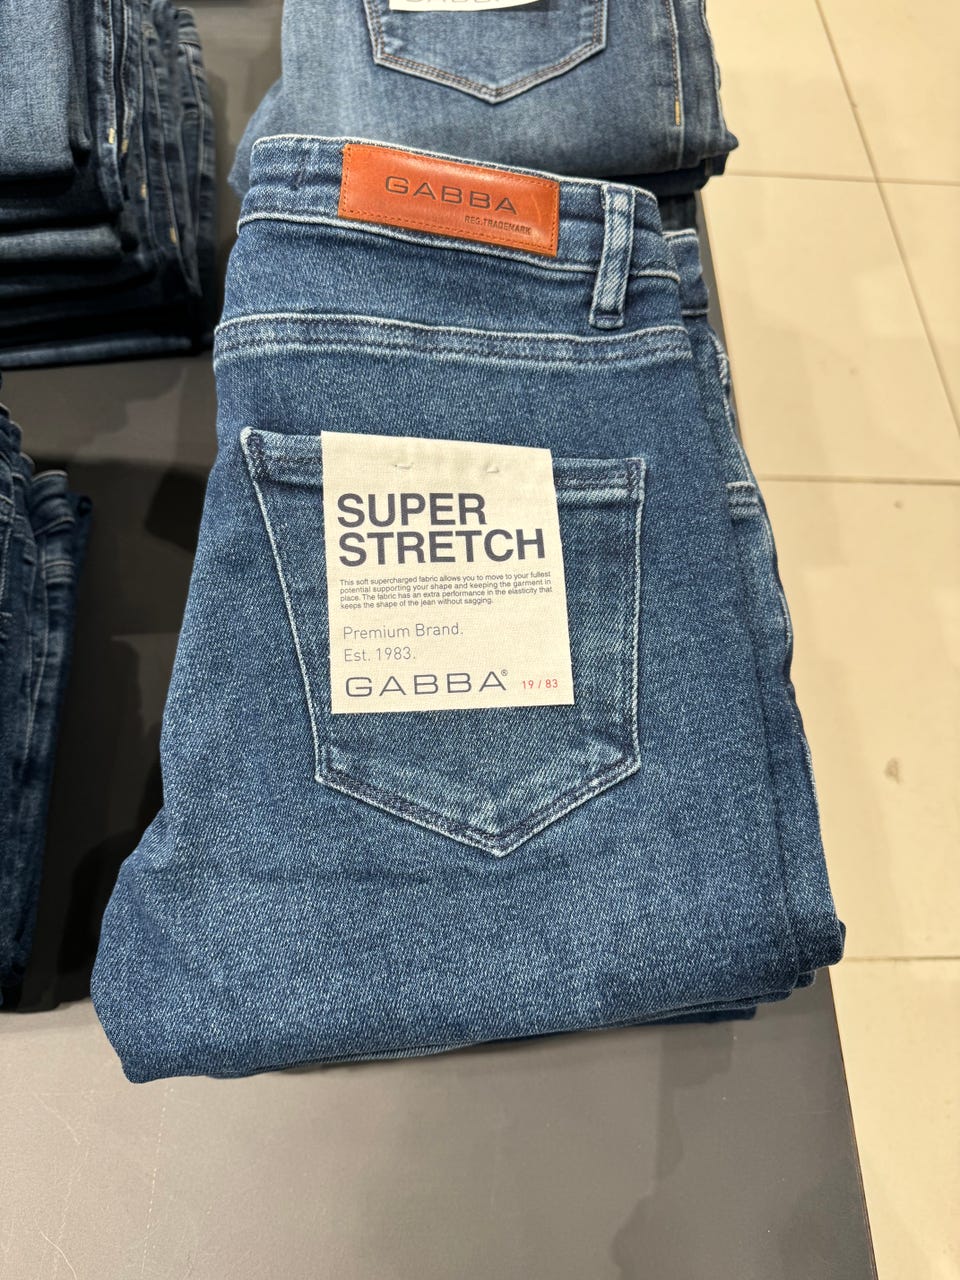 GABBA
GABBA
REG.TRADEMARK
SUPER
STRETCH
This soft supercharged fabric allows you to move to your fullest
potential supporting your shape and keeping the garment in
place. The fabric has an extra performance in the elasticity that
keeps the shape of the jean without sagging.
Premium Brand.
Est. 1983.
GABBA® 19 / 83